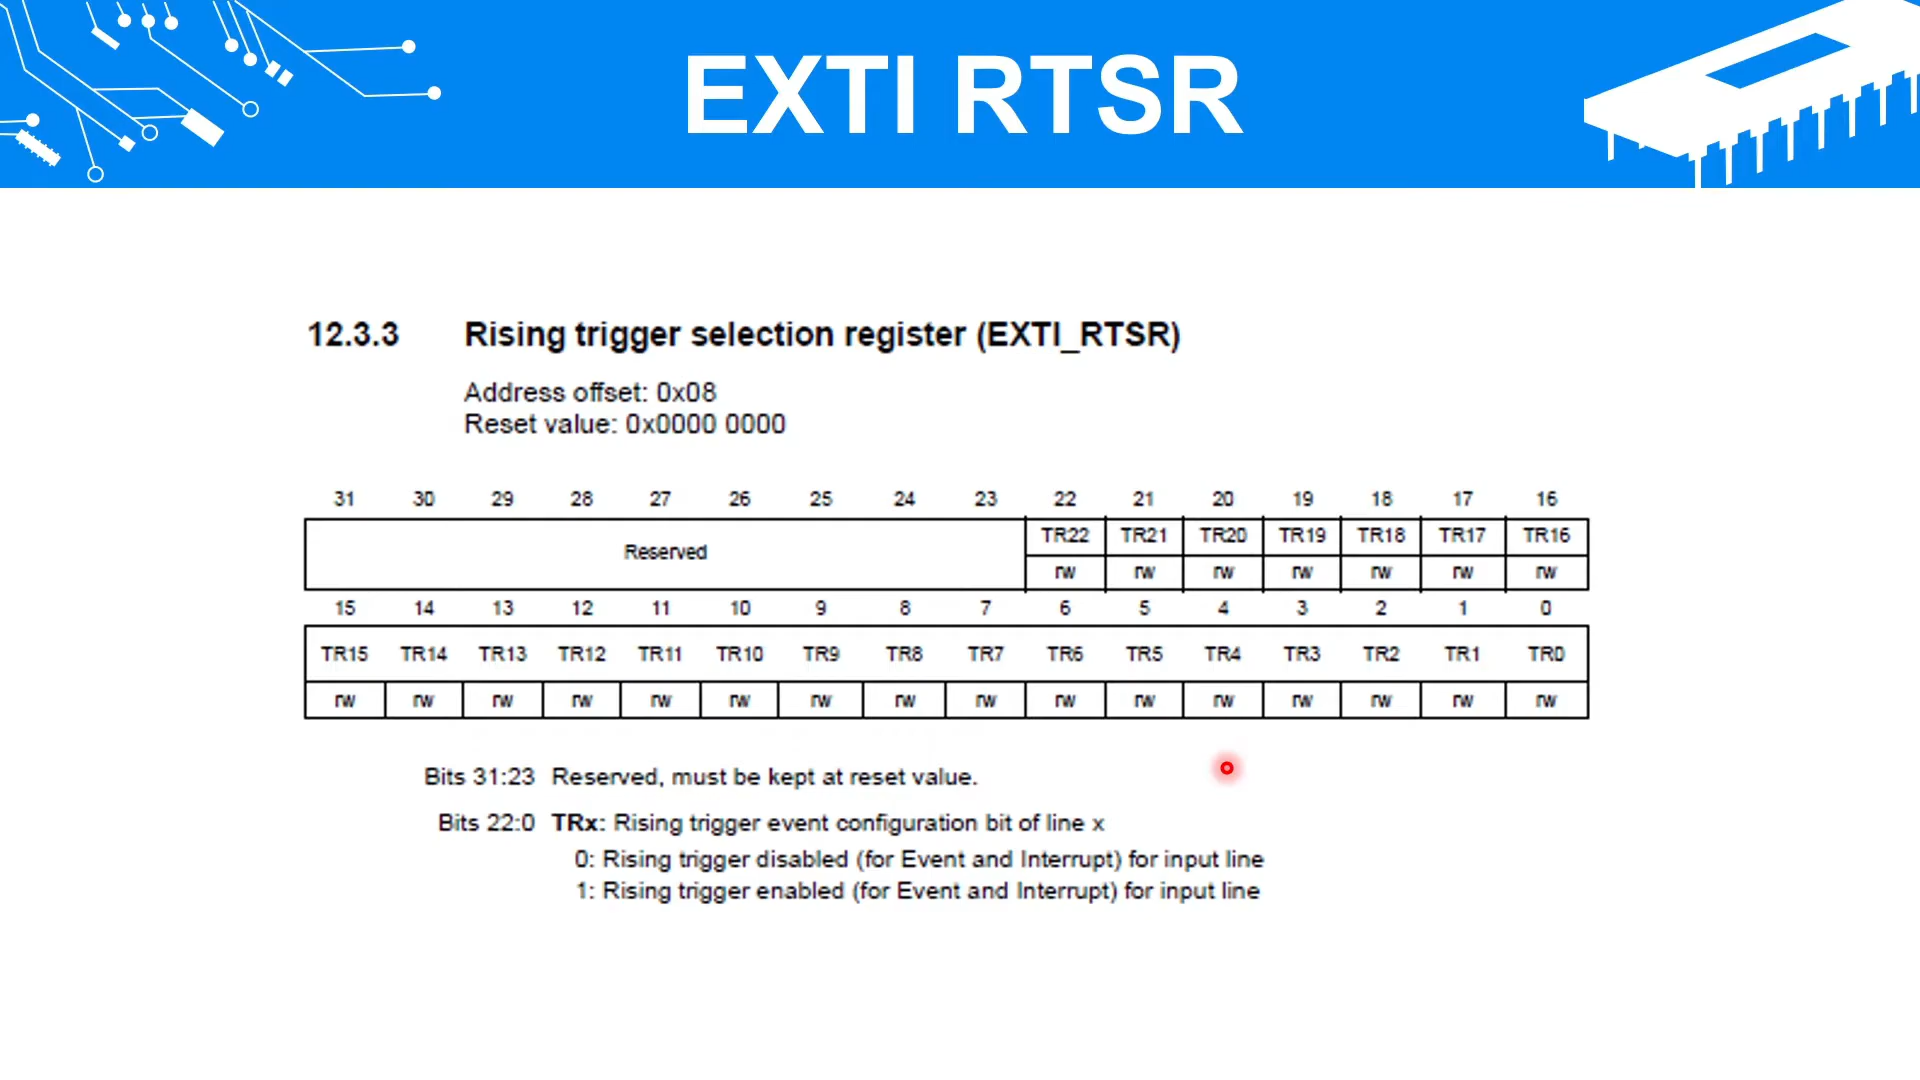 EXTI RTSR
12.3.3 Rising trigger selection register (EXTI_RTSR)
Address offset: 0x08
Reset value: 0x0000 0000
31 30 29 28 27 26 25 24 23 22 21 20 19 18 17 16
Reserved TR22 TR21 TR20 TR19 TR18 TR17 TR16
rw rw rw rw rw rw rw
15 14 13 12 11 10 9 8 7 6 5 4 3 2 1 0
TR15 TR14 TR13 TR12 TR11 TR10 TR9 TR8 TR7 TR6 TR5 TR4 TR3 TR2 TR1 TR0
rw rw rw rw rw rw rw rw rw rw rw rw rw rw rw rw
Bits 31:23 Reserved, must be kept at reset value.
Bits 22:0 TRx: Rising trigger event configuration bit of line x
0: Rising trigger disabled (for Event and Interrupt) for input line
1: Rising trigger enabled (for Event and Interrupt) for input line